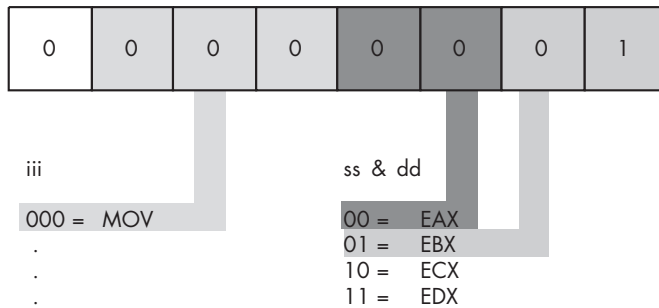 0 0 0 0 0 0 0 1
iii
ss & dd
000 = MOV
00 = EAX
. 01 = EBX
. 10 = ECX
. 11 = EDX